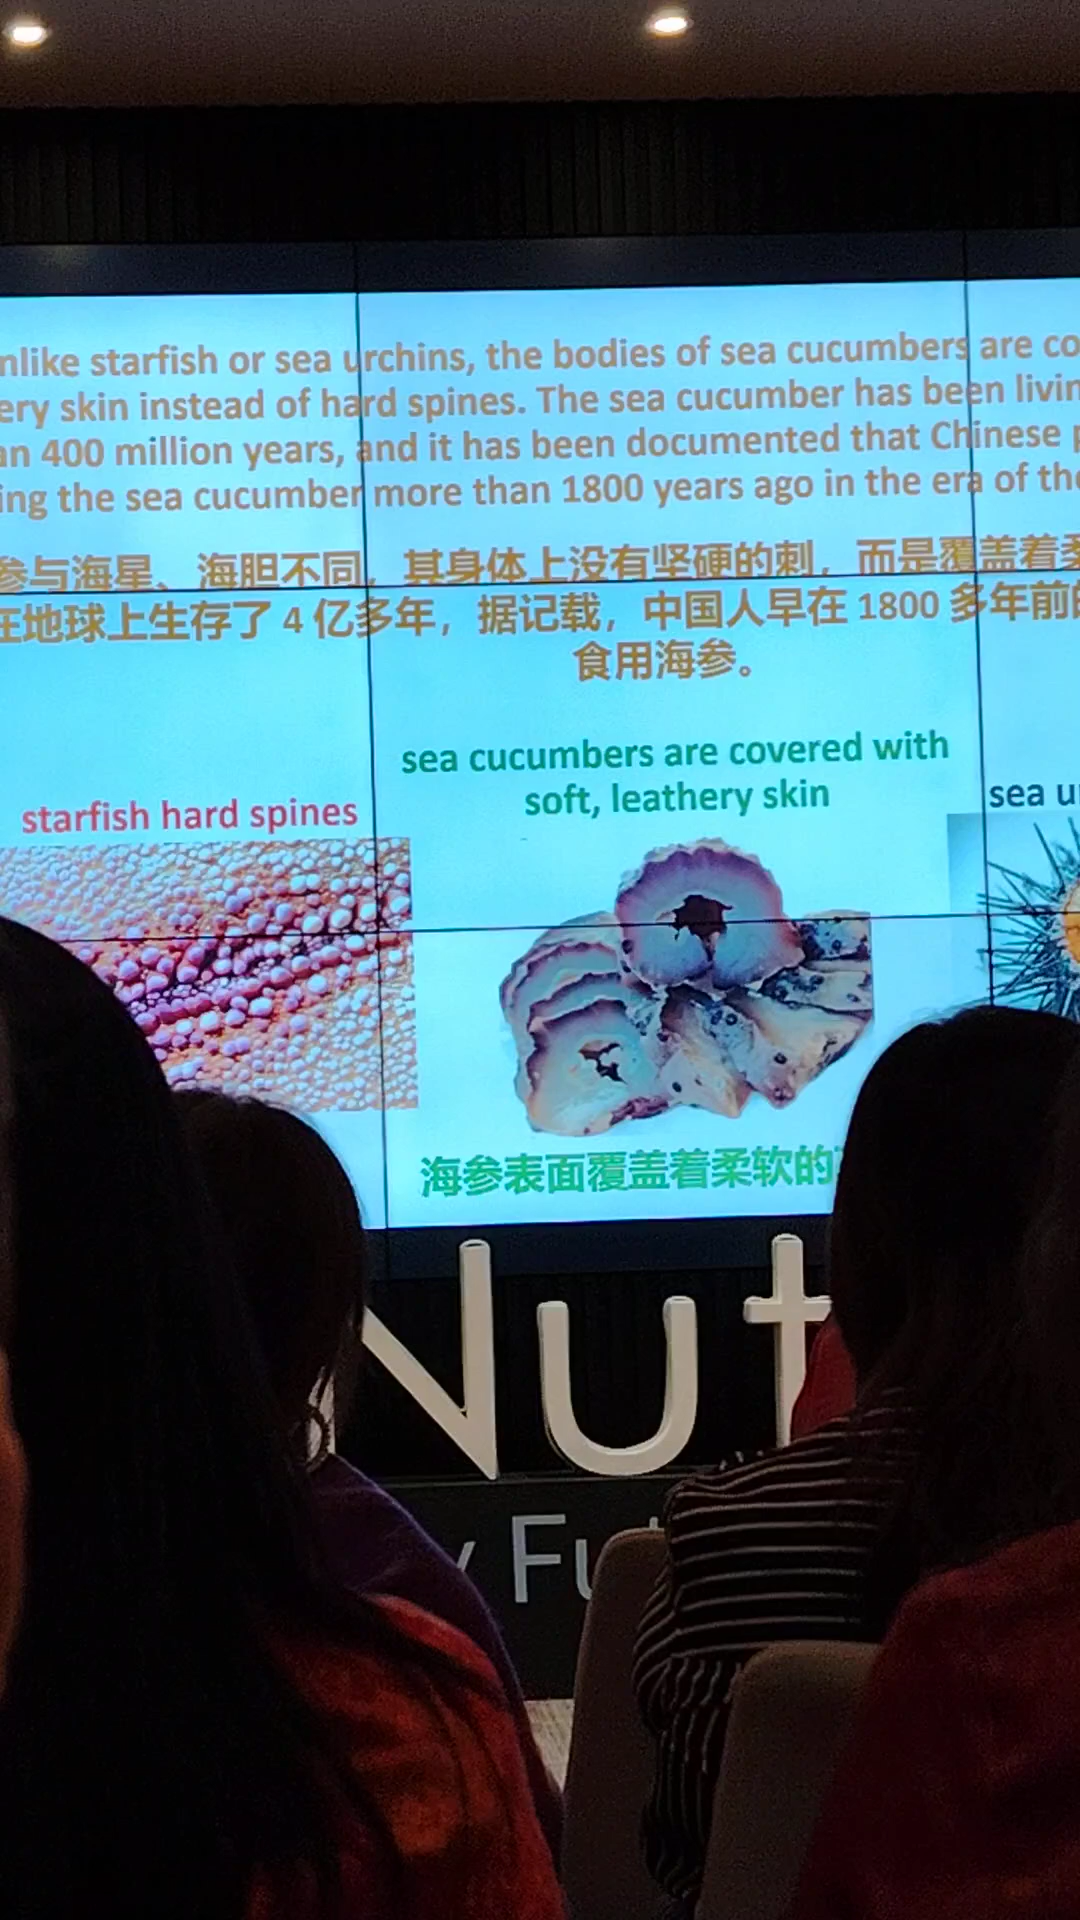 nlike starfish or sea urchins, the bodies of sea cucumbers are co
ery skin instead of hard spines. The sea cucumber has been livin
an 400 million years, and it has been documented that Chinese p
ing the sea cucumber more than 1800 years ago in the era of the
参与海星、海胆不同，其身体上没有坚硬的刺，而是覆盖着柔
在地球上生存了 4 亿多年，据记载，中国人早在 1800 多年前的
食用海参。
sea cucumbers are covered with
soft, leathery skin
starfish hard spines
sea u
海参表面覆盖着柔软的
Nut
y Fu